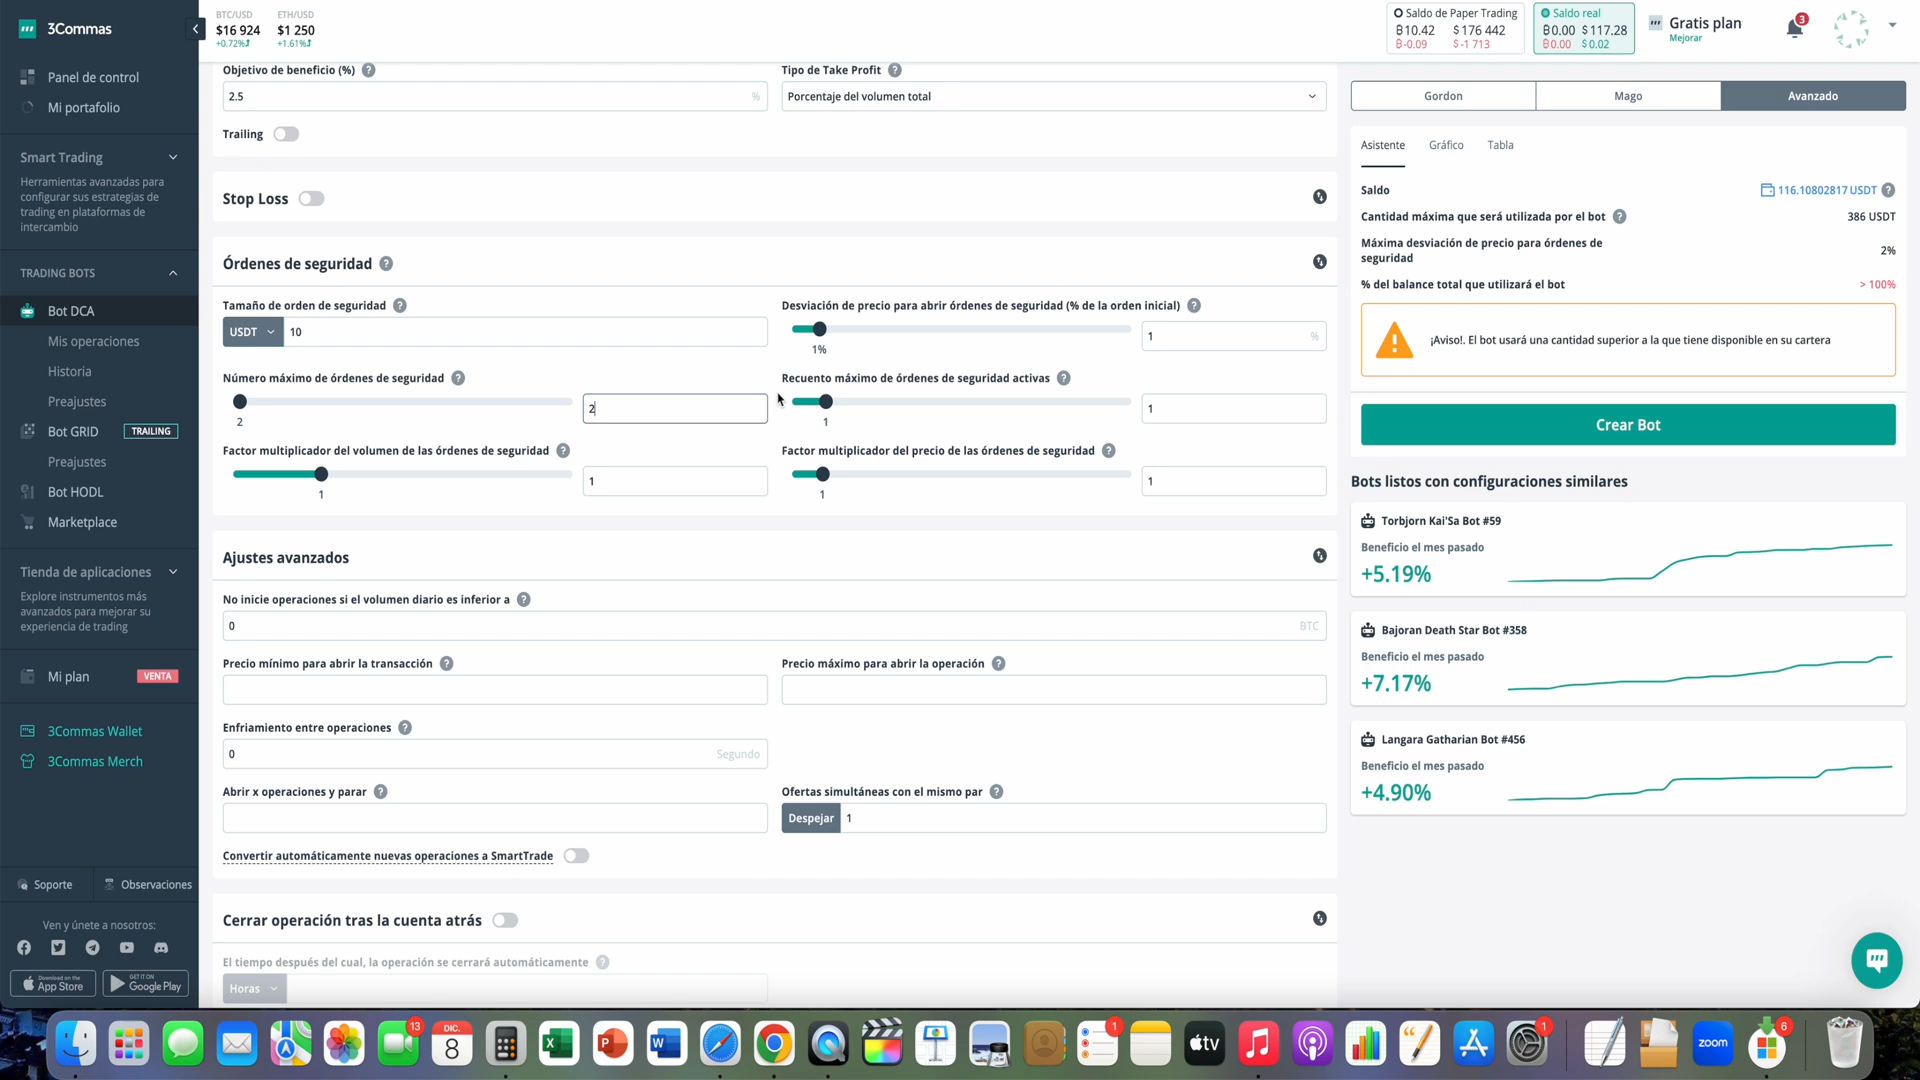 3Commas
BTC/USD
$16 924
+0.72%
ETH/USD
$1 250
+1.61%
Saldo de Paper Trading
₿10.42 $176 442
₿-0.09 $-1 713
Saldo real
₿0.00 $117.28
₿0.00 $0.02
Gratis plan
Mejorar
3
Panel de control
Mi portafolio
Smart Trading
Herramientas avanzadas para
configurar sus estrategias de
trading en plataformas de
intercambio
TRADING BOTS
Bot DCA
Mis operaciones
Historia
Preajustes
Bot GRID TRAILING
Preajustes
Bot HODL
Marketplace
Tienda de aplicaciones
Explore instrumentos más
avanzados para mejorar su
experiencia de trading
Mi plan VENTA
3Commas Wallet
3Commas Merch
Soporte Observaciones
Ven y únete a nosotros:
Download on the
App Store
GET IT ON
Google Play
Objetivo de beneficio (%) ?
2.5 %
Tipo de Take Profit ?
Porcentaje del volumen total
Trailing
Stop Loss
Órdenes de seguridad ?
Tamaño de orden de seguridad ?
USDT 10
Desviación de precio para abrir órdenes de seguridad (% de la orden inicial) ?
1%
1 %
Número máximo de órdenes de seguridad ?
2
2
Recuento máximo de órdenes de seguridad activas ?
1
1
Factor multiplicador del volumen de las órdenes de seguridad ?
1
1
Factor multiplicador del precio de las órdenes de seguridad ?
1
1
Ajustes avanzados
No inicie operaciones si el volumen diario es inferior a ?
0 BTC
Precio mínimo para abrir la transacción ?
Precio máximo para abrir la operación ?
Enfriamiento entre operaciones ?
0 Segundo
Abrir x operaciones y parar ?
Ofertas simultáneas con el mismo par ?
Despejar 1
Convertir automáticamente nuevas operaciones a SmartTrade
Cerrar operación tras la cuenta atrás
El tiempo después del cual, la operación se cerrará automáticamente ?
Horas
Gordon Mago Avanzado
Asistente Gráfico Tabla
Saldo 116.10802817 USDT ?
Cantidad máxima que será utilizada por el bot ? 386 USDT
Máxima desviación de precio para órdenes de
seguridad 2%
% del balance total que utilizará el bot > 100%
¡Aviso!. El bot usará una cantidad superior a la que tiene disponible en su cartera
Crear Bot
Bots listos con configuraciones similares
Torbjorn Kai'Sa Bot #59
Beneficio el mes pasado
+5.19%
Bajoran Death Star Bot #358
Beneficio el mes pasado
+7.17%
Langara Gatharian Bot #456
Beneficio el mes pasado
+4.90%
13
DIC.
8
X
P
W
1
tv
1
zoom
6